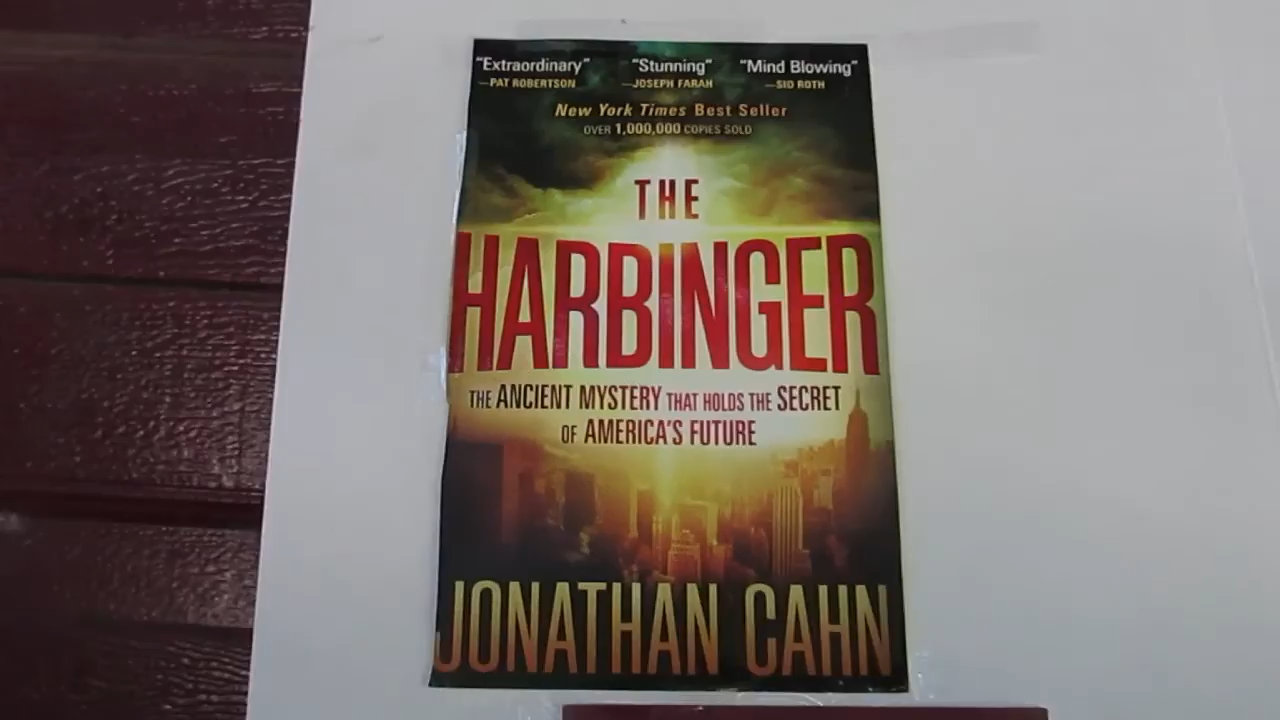 "Extraordinary" "Stunning" "Mind Blowing"
—PAT ROBERTSON —JOSEPH FARAH —SID ROTH
New York Times Best Seller
OVER 1,000,000 COPIES SOLD
THE
HARBINGER
THE ANCIENT MYSTERY THAT HOLDS THE SECRET
OF AMERICA'S FUTURE
JONATHAN CAHN